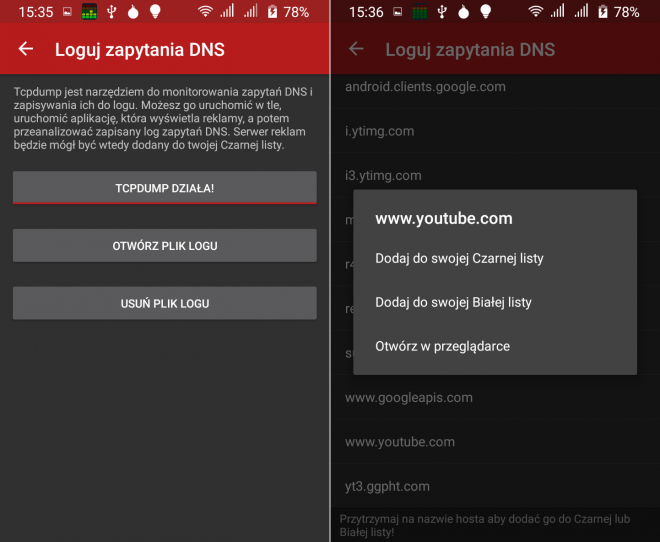 15:35
78%
Loguj zapytania DNS
Tcpdump jest narzędziem do monitorowania zapytań DNS i
zapisywania ich do logu. Możesz go uruchomić w tle,
uruchomić aplikację, która wyświetla reklamy, a potem
przeanalizować zapisany log zapytań DNS. Serwer reklam
będzie mógł być wtedy dodany do twojej Czarnej listy.
TCPDUMP DZIAŁA!
OTWÓRZ PLIK LOGU
USUŃ PLIK LOGU
15:36
78%
Loguj zapytania DNS
android.clients.google.com
i.ytimg.com
i3.ytimg.com
www.youtube.com
Dodaj do swojej Czarnej listy
Dodaj do swojej Białej listy
Otwórz w przeglądarce
www.googleapis.com
www.youtube.com
yt3.ggpht.com
Przytrzymaj na nazwie hosta aby dodać go do Czarnej lub
Białej listy!